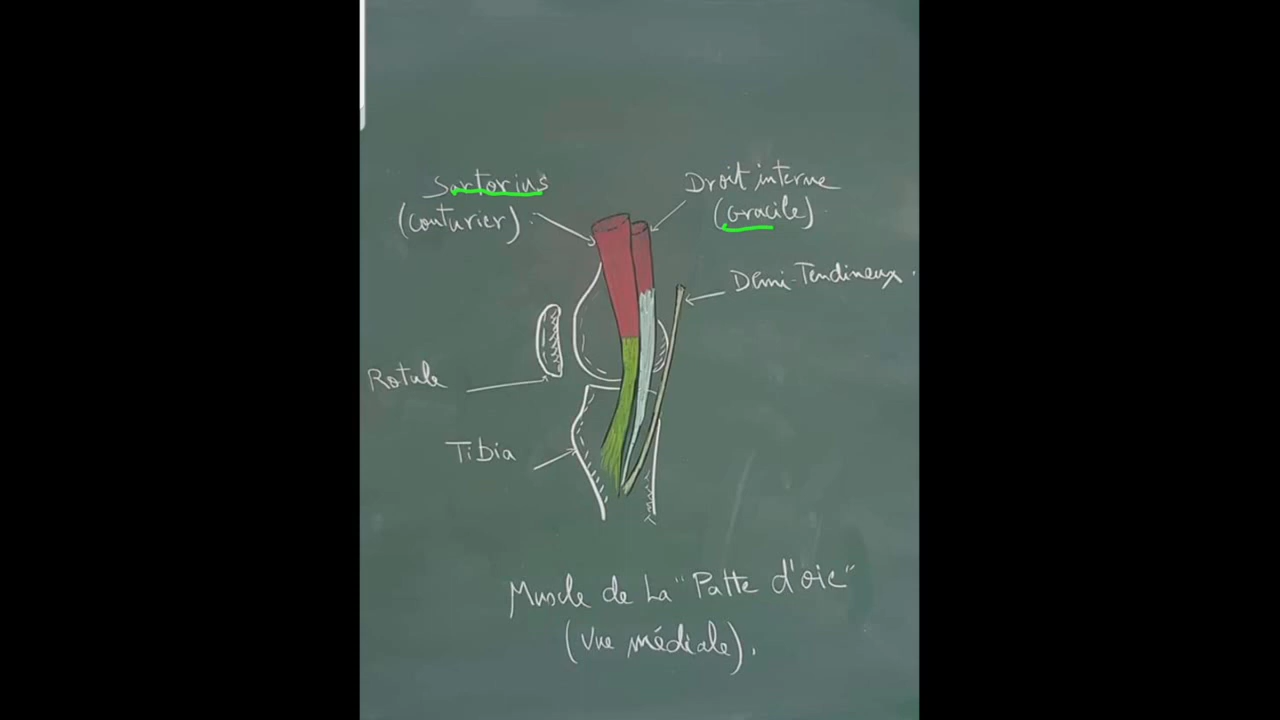 Sartorius
(couturier).
Droit interne
(Gracile).
Demi-Tendineux.
Rotule
Tibia
Muscle de La "Patte d'oie"
(Vue médiale).